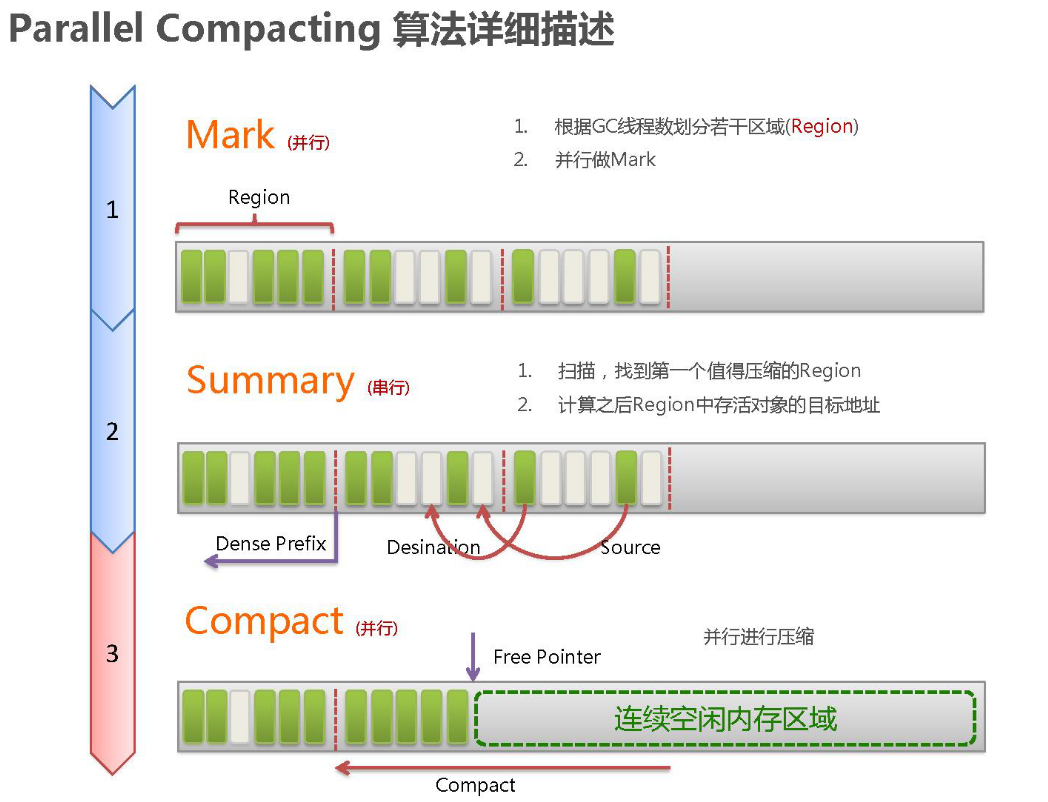 Parallel Compacting 算法详细描述
1
Mark (并行)
1. 根据GC线程数划分若干区域(Region)
2. 并行做Mark
Region
2
Summary (串行)
1. 扫描，找到第一个值得压缩的Region
2. 计算之后Region中存活对象的目标地址
Dense Prefix
Desination
Source
3
Compact (并行)
并行进行压缩
Free Pointer
连续空闲内存区域
Compact